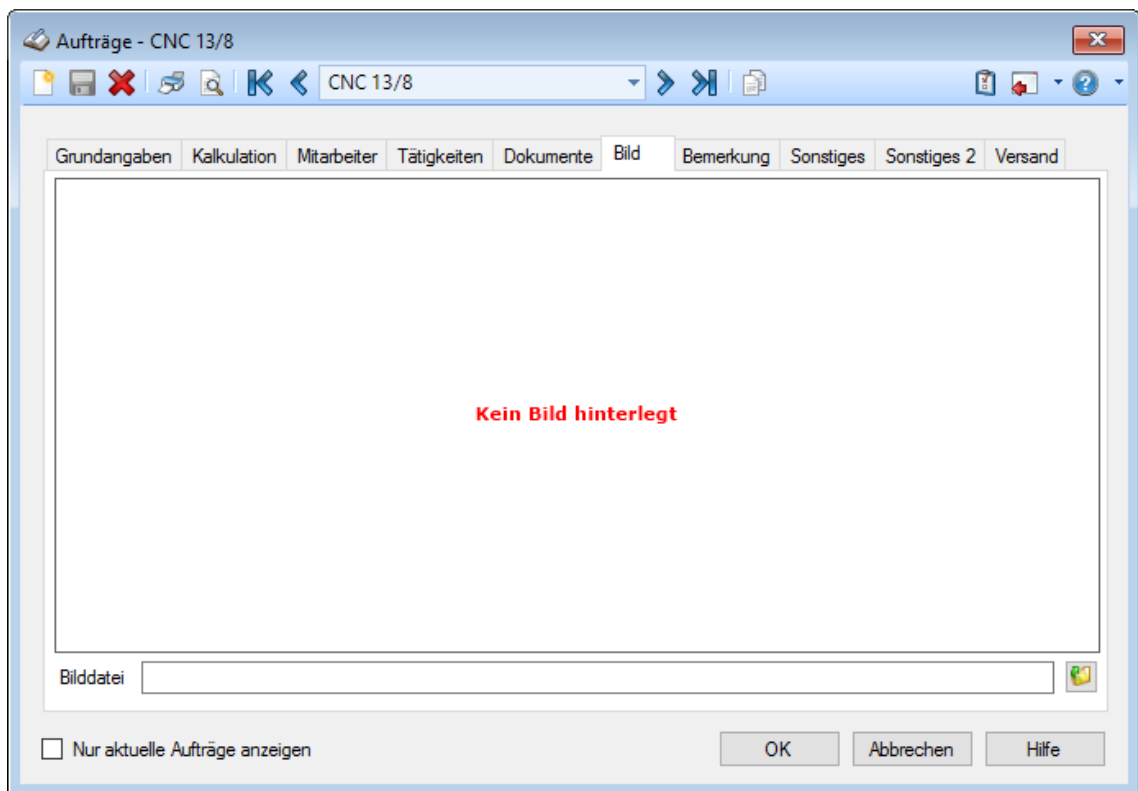 Aufträge - CNC 13/8
CNC 13/8
Grundangaben Kalkulation Mitarbeiter Tätigkeiten Dokumente Bild Bemerkung Sonstiges Sonstiges 2 Versand
Kein Bild hinterlegt
Bilddatei
Nur aktuelle Aufträge anzeigen OK Abbrechen Hilfe